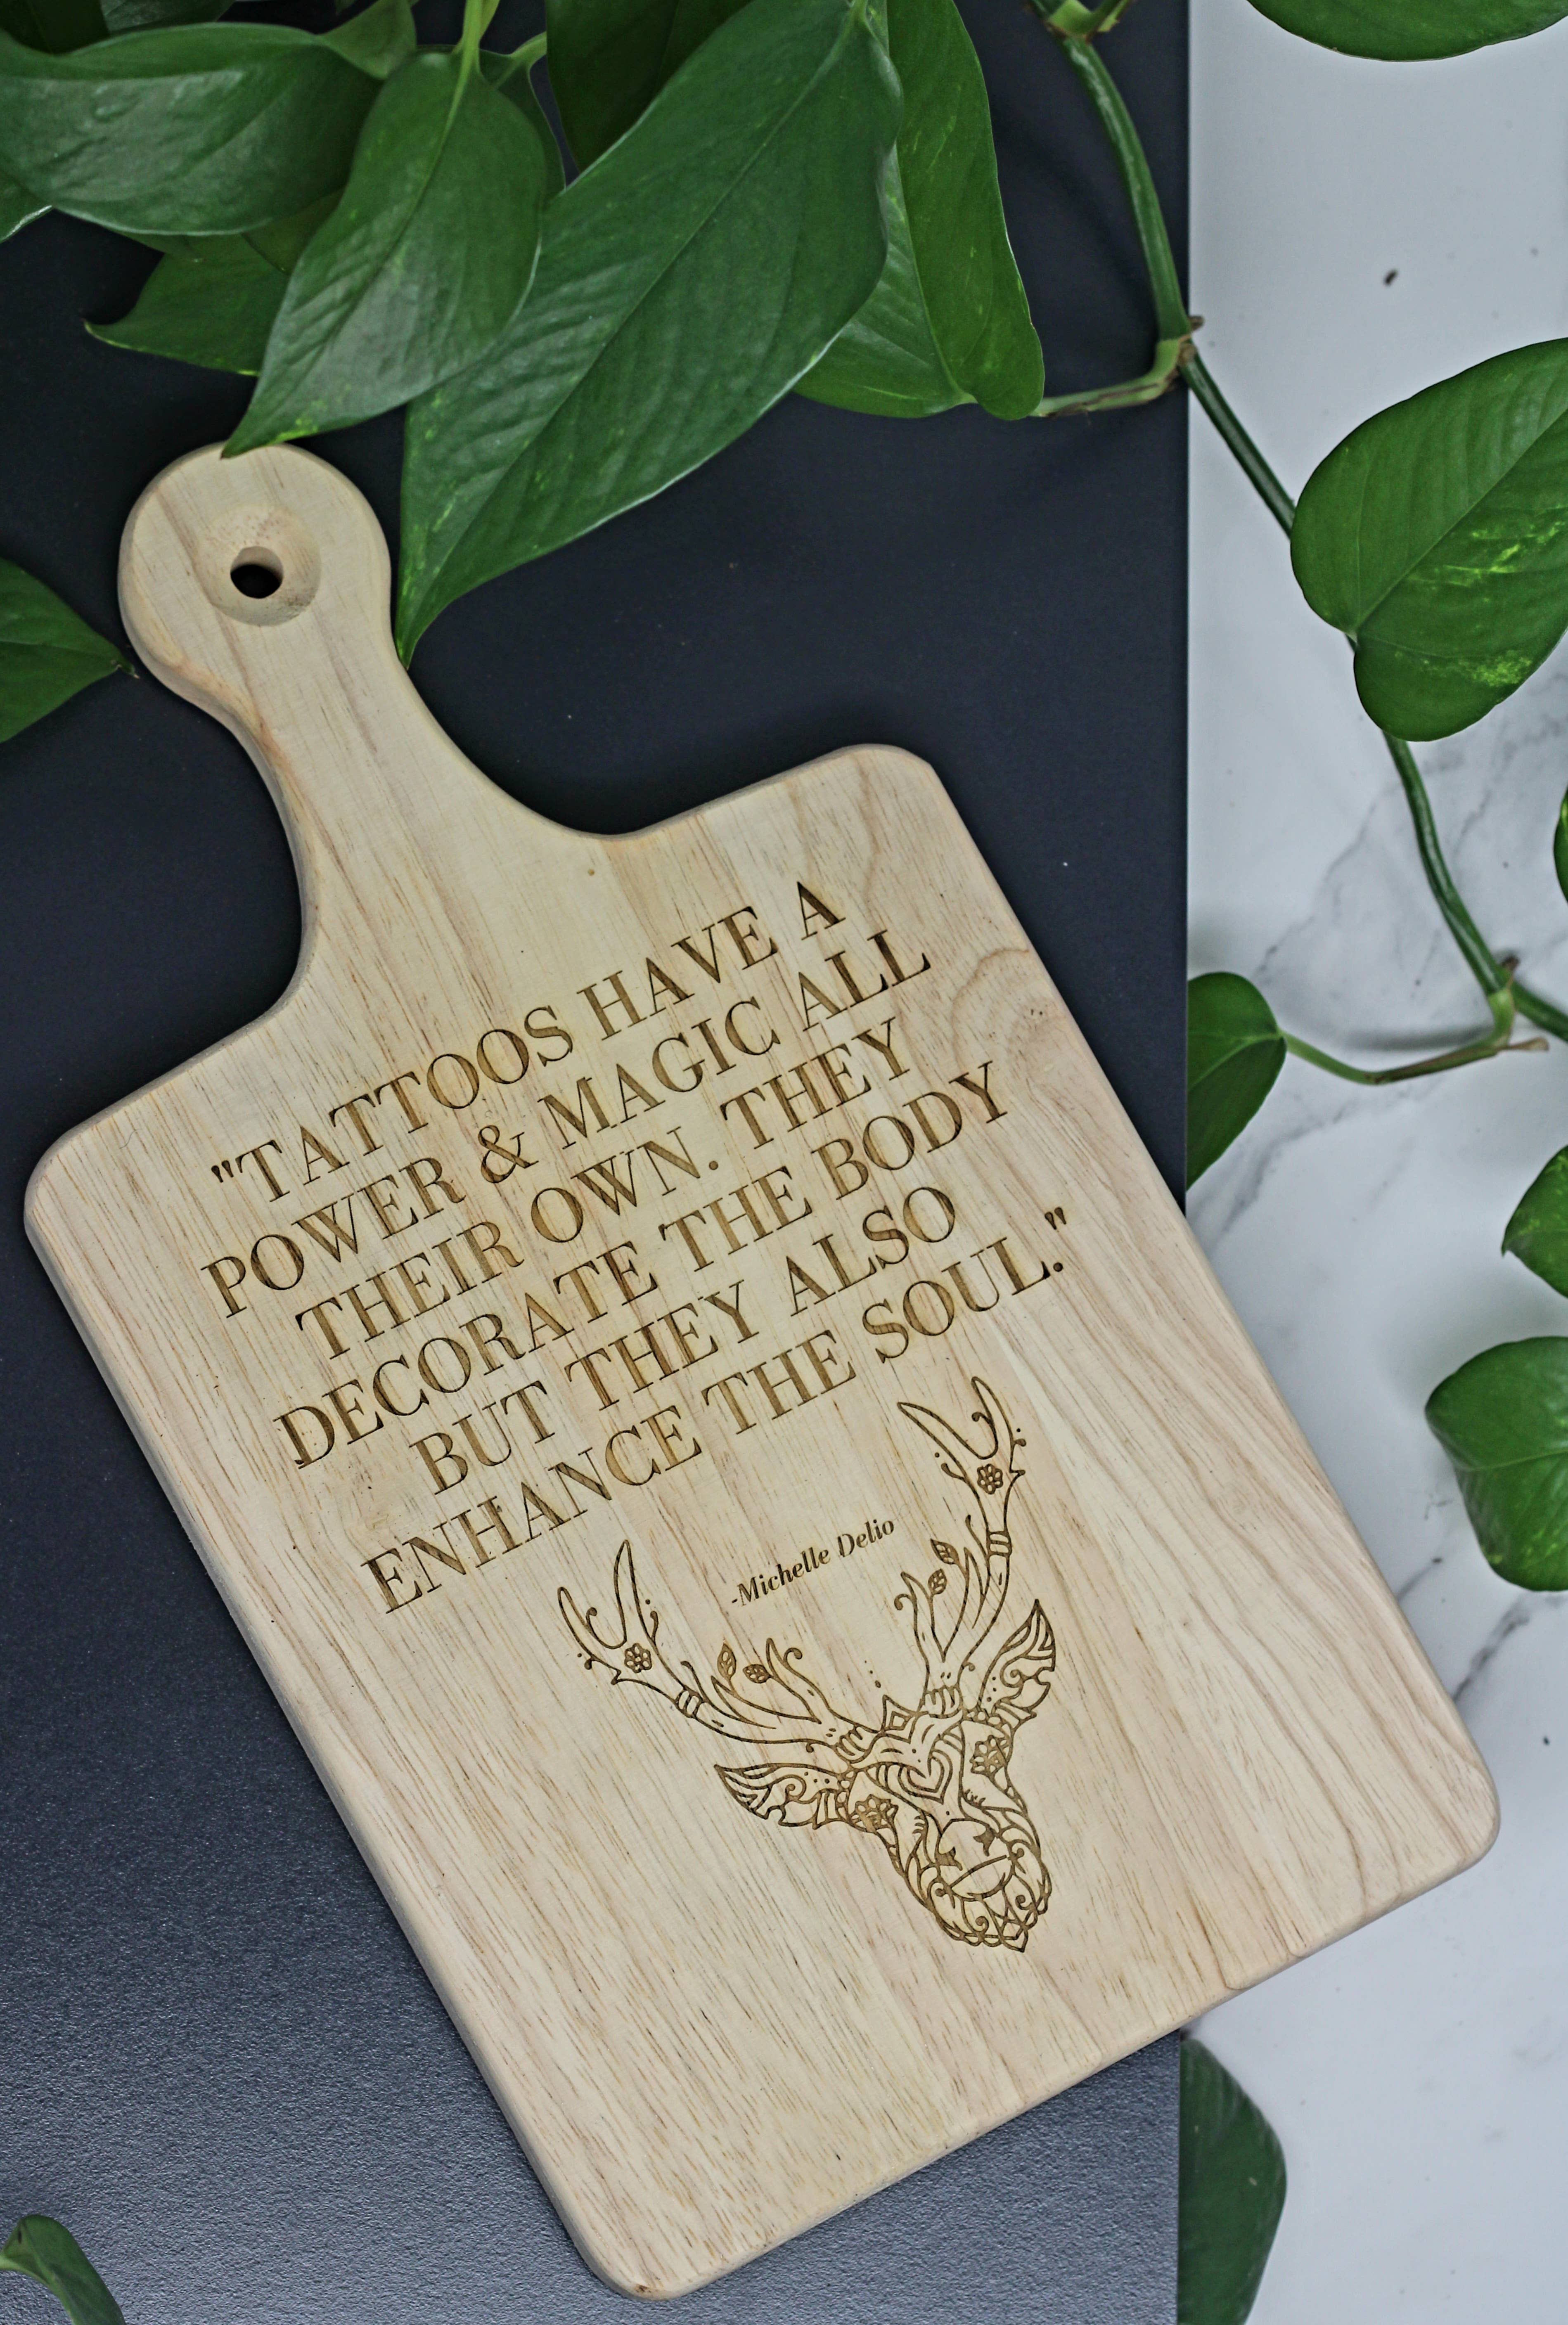 "TATTOOS HAVE A
POWER & MAGIC ALL
THEIR OWN. THEY
DECORATE THE BODY
BUT THEY ALSO
ENHANCE THE SOUL."
-Michelle Delio